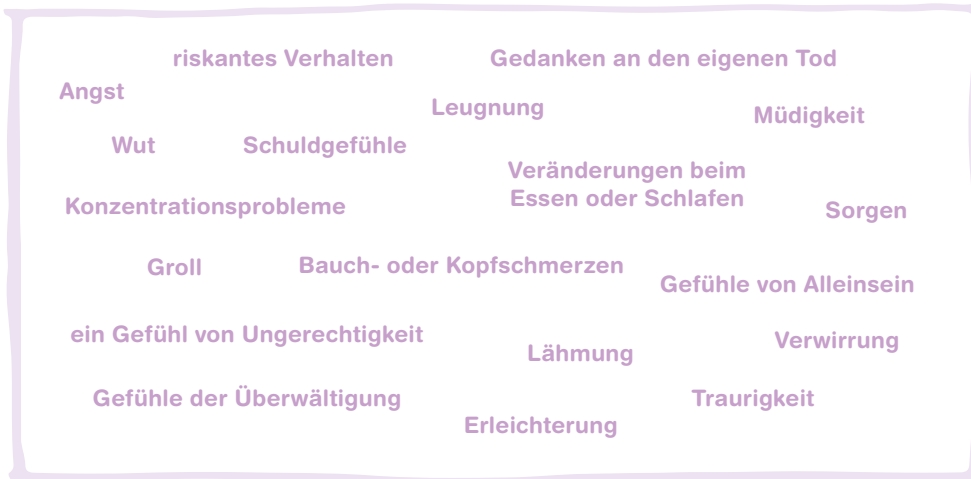 riskantes Verhalten
Gedanken an den eigenen Tod
Angst
Leugnung
Müdigkeit
Wut
Schuldgefühle
Veränderungen beim
Essen oder Schlafen
Konzentrationsprobleme
Sorgen
Groll
Bauch- oder Kopfschmerzen
Gefühle von Alleinsein
ein Gefühl von Ungerechtigkeit
Lähmung
Verwirrung
Gefühle der Überwältigung
Traurigkeit
Erleichterung